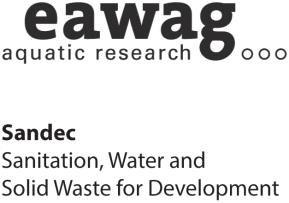 eawag
aquatic research
Sandec
Sanitation, Water and
Solid Waste for Development